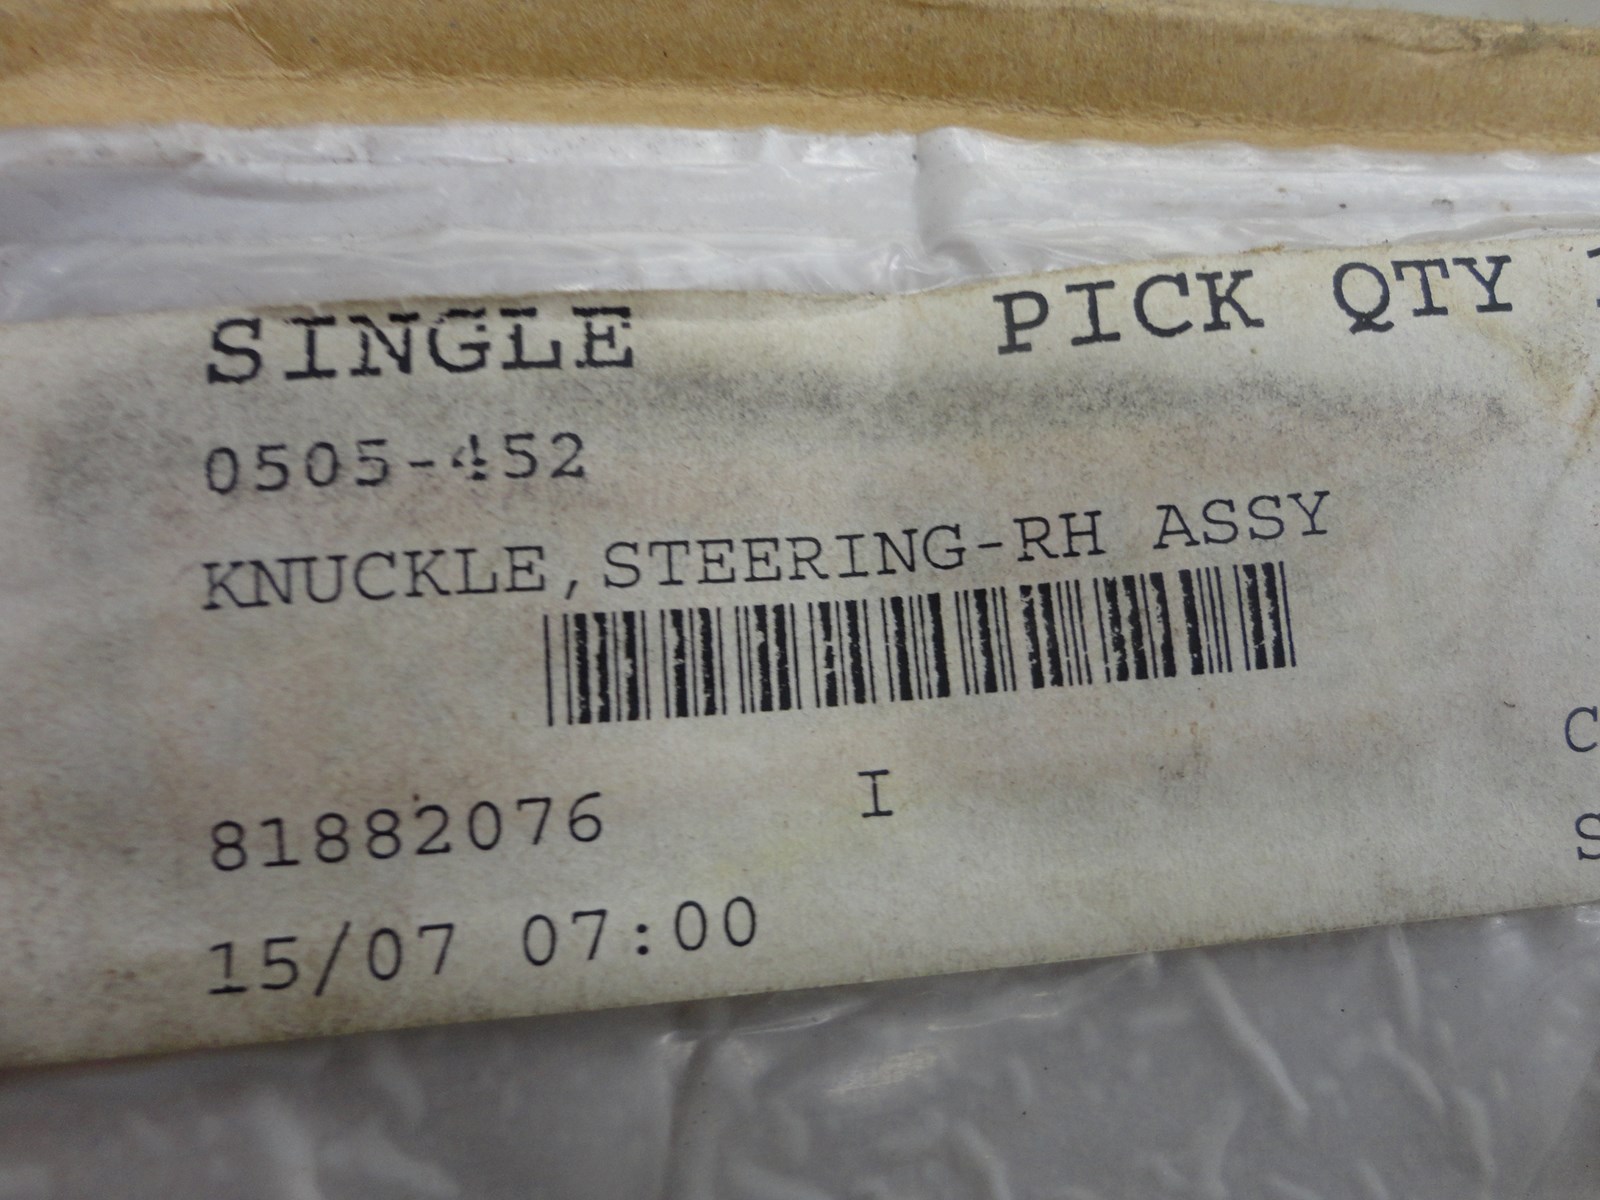 SINGLE PICK QTY
0505-452
KNUCKLE,STEERING-RH ASSY
81882076 I
15/07 07:00